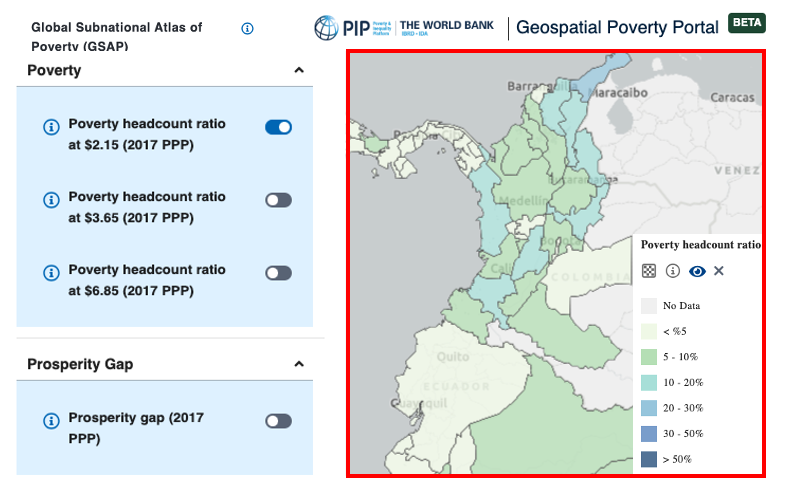 Global Subnational Atlas of
Poverty (GSAP)
PIP Poverty & Inequality Platform
THE WORLD BANK
IBRD • IDA
Geospatial Poverty Portal
BETA
Poverty
Poverty headcount ratio
at $2.15 (2017 PPP)
Poverty headcount ratio
at $3.65 (2017 PPP)
Poverty headcount ratio
at $6.85 (2017 PPP)
Prosperity Gap
Prosperity gap (2017
PPP)
Barranquilla
Maracaibo
Caracas
VENEZ
Bucaramanga
Medellín
Bogotá
Cali
COLOMBIA
Quito
ECUADOR
Guayaquil
Poverty headcount ratio
No Data
< %5
5 - 10%
10 - 20%
20 - 30%
30 - 50%
> 50%